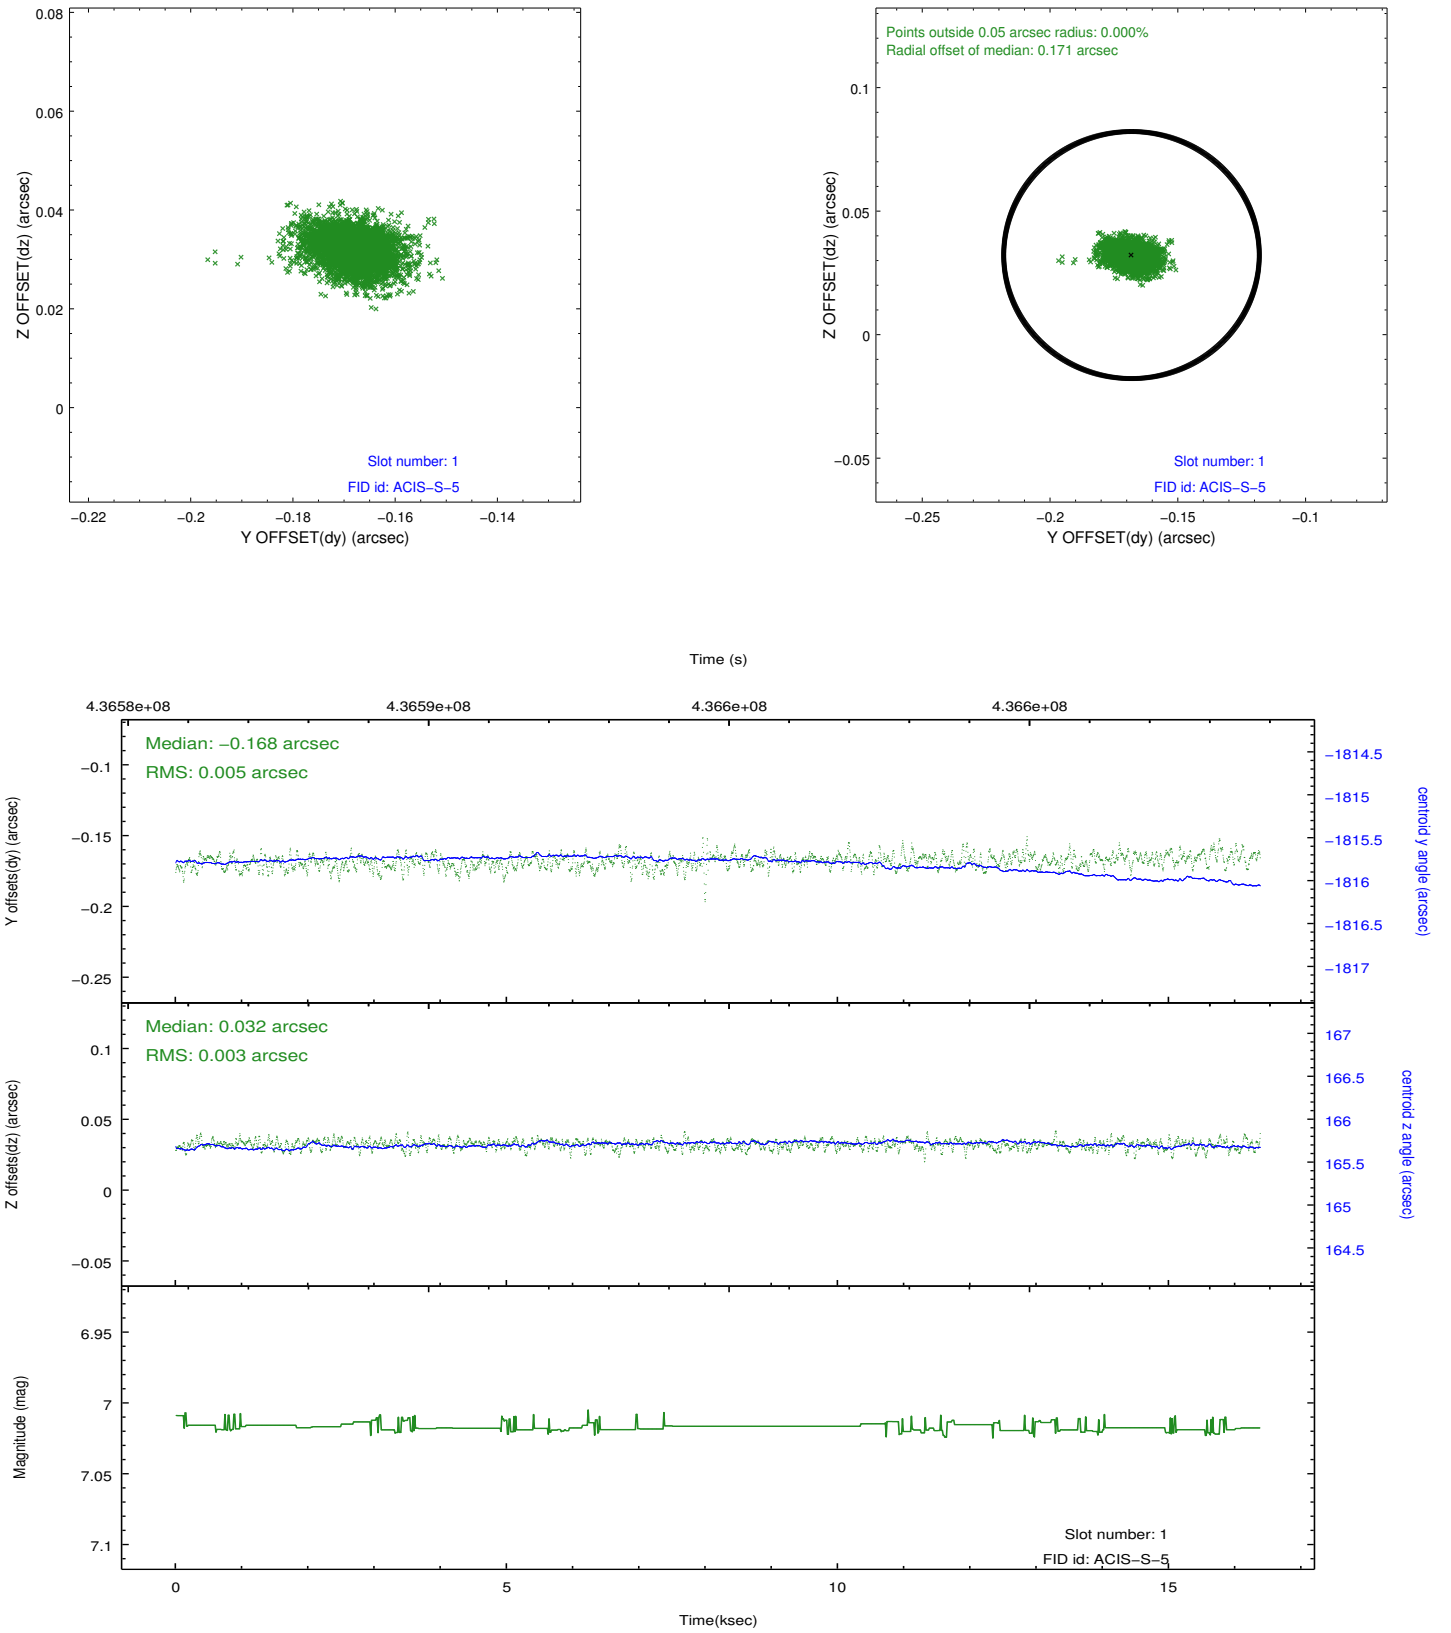 0.08
0.06
0.04
0.02
0
Z OFFSET(dz) (arcsec)
Slot number: 1
FID id: ACIS−S−5
−0.22 −0.2 −0.18 −0.16 −0.14
Y OFFSET(dy) (arcsec)
Points outside 0.05 arcsec radius: 0.000%
Radial offset of median: 0.171 arcsec
0.1
0.05
0
−0.05
Z OFFSET(dz) (arcsec)
Slot number: 1
FID id: ACIS−S−5
−0.25 −0.2 −0.15 −0.1
Y OFFSET(dy) (arcsec)
Time (s)
4.3658e+08 4.3659e+08 4.366e+08 4.366e+08
Median: −0.168 arcsec
RMS: 0.005 arcsec
−0.1
−0.15
−0.2
−0.25
Y offsets(dy) (arcsec)
−1814.5
−1815
−1815.5
−1816
−1816.5
−1817
centroid y angle (arcsec)
Median: 0.032 arcsec
RMS: 0.003 arcsec
0.1
0.05
0
−0.05
Z offsets(dz) (arcsec)
167
166.5
166
165.5
165
164.5
centroid z angle (arcsec)
6.95
7
7.05
7.1
Magnitude (mag)
Slot number: 1
FID id: ACIS−S−5
0 5 10 15
Time(ksec)